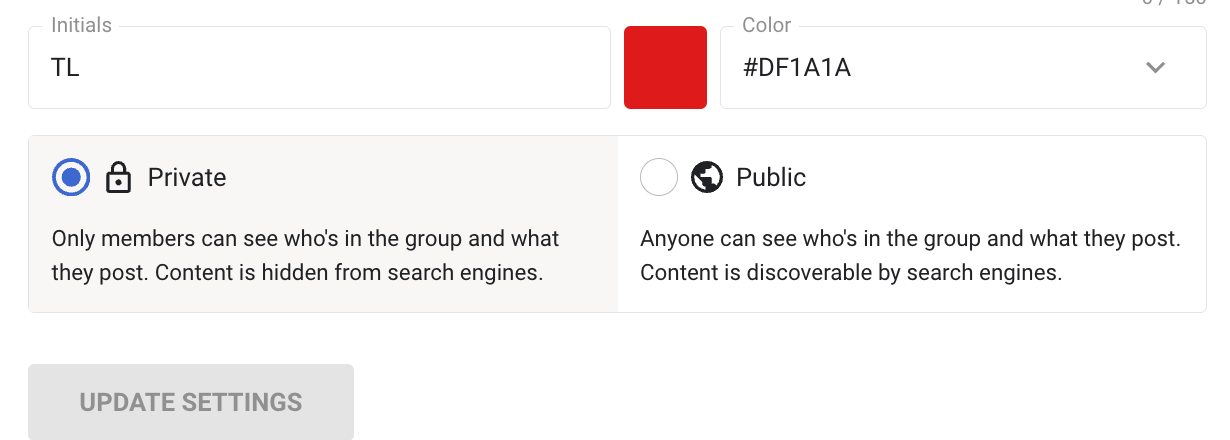 Initials
TL
Color
#DF1A1A
Private
Only members can see who's in the group and what
they post. Content is hidden from search engines.
Public
Anyone can see who's in the group and what they post.
Content is discoverable by search engines.
UPDATE SETTINGS